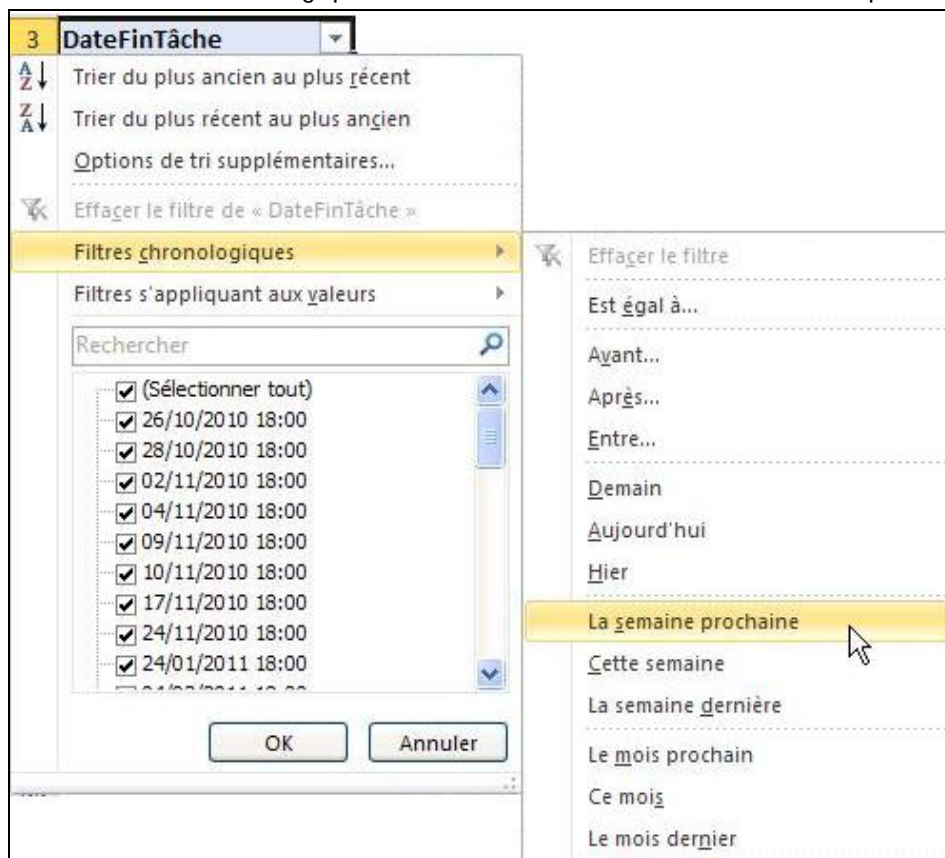 3 DateFinTâche
Trier du plus ancien au plus récent
Trier du plus récent au plus ancien
Options de tri supplémentaires...
Effacer le filtre de « DateFinTâche »
Filtres chronologiques
Filtres s'appliquant aux valeurs
Rechercher
(Sélectionner tout)
26/10/2010 18:00
28/10/2010 18:00
02/11/2010 18:00
04/11/2010 18:00
09/11/2010 18:00
10/11/2010 18:00
17/11/2010 18:00
24/11/2010 18:00
24/01/2011 18:00
OK Annuler
Effacer le filtre
Est égal à...
Avant...
Après...
Entre...
Demain
Aujourd'hui
Hier
La semaine prochaine
Cette semaine
La semaine dernière
Le mois prochain
Ce mois
Le mois dernier